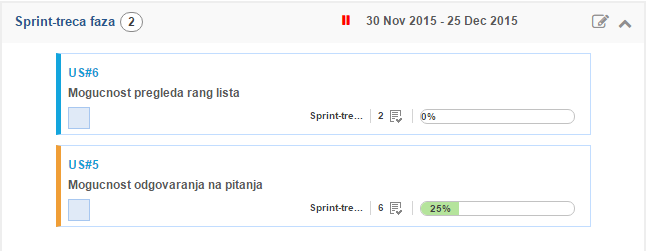 Sprint-treca faza 2 30 Nov 2015 - 25 Dec 2015
US#6
Mogucnost pregleda rang lista
Sprint-tre... 2 0%
US#5
Mogucnost odgovaranja na pitanja
Sprint-tre... 6 25%